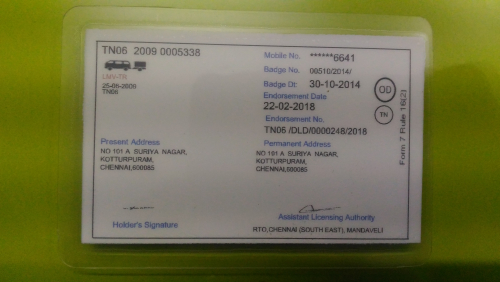 TN06 2009 0005338
LMV-TR
25-06-2009
TN06
Mobile No. ******6641
Badge No. 00510/2014/
Badge Dt: 30-10-2014
Endorsement Date
22-02-2018
Endorsement No.
TN06 /DLD/0000248/2018
OD
TN
Form 7 Rule 16(2)
Present Address
NO 101 A SURIYA NAGAR,
KOTTURPURAM,
CHENNAI,600085
Permanent Address
NO 101 A SURIYA NAGAR,
KOTTURPURAM,
CHENNAI,600085
Holder's Signature
Assistant Licensing Authority
RTO,CHENNAI (SOUTH EAST), MANDAVELI